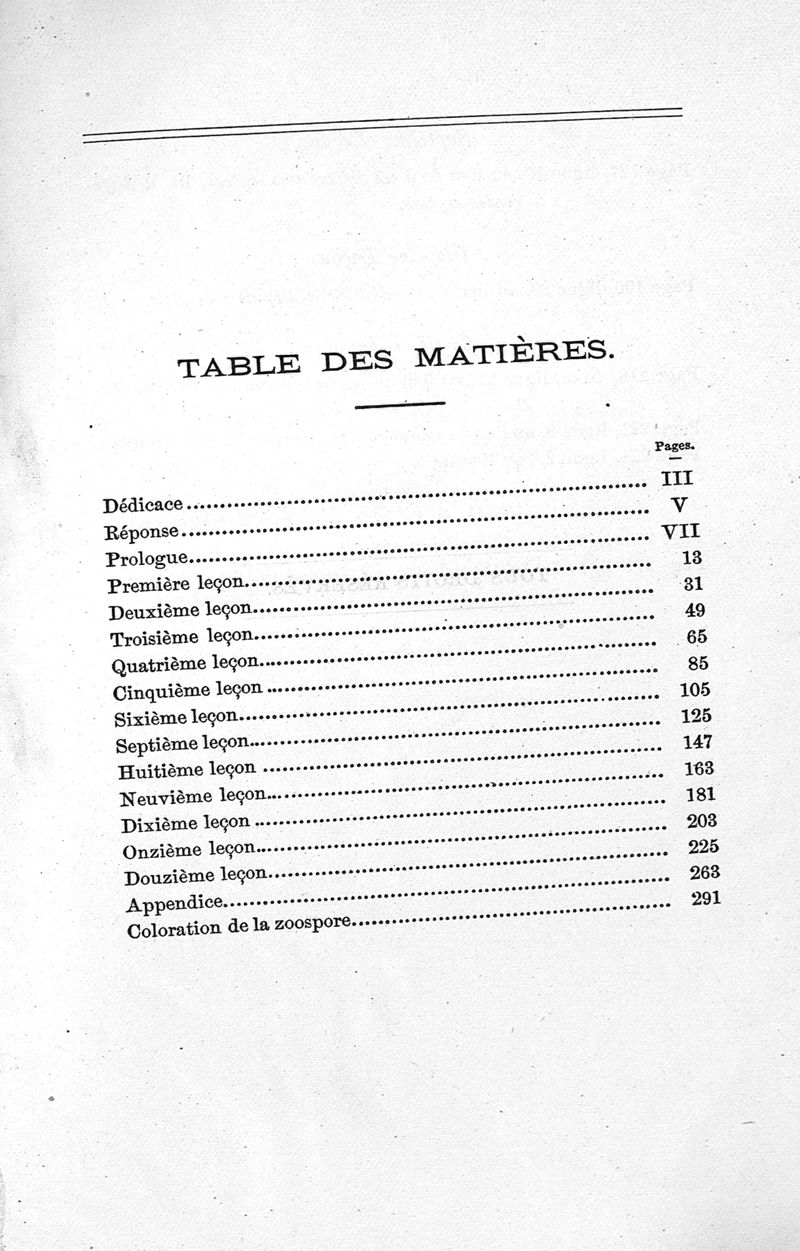 TABLE DES MATIÈRES.
Pages.
Dédicace III
Réponse V
Prologue VII
Première leçon 13
Deuxième leçon 31
Troisième leçon 49
Quatrième leçon 65
Cinquième leçon 85
Sixième leçon 105
Septième leçon 125
Huitième leçon 147
Neuvième leçon 163
Dixième leçon 181
Onzième leçon 203
Douzième leçon 225
Appendice 263
Coloration de la zoospore 291